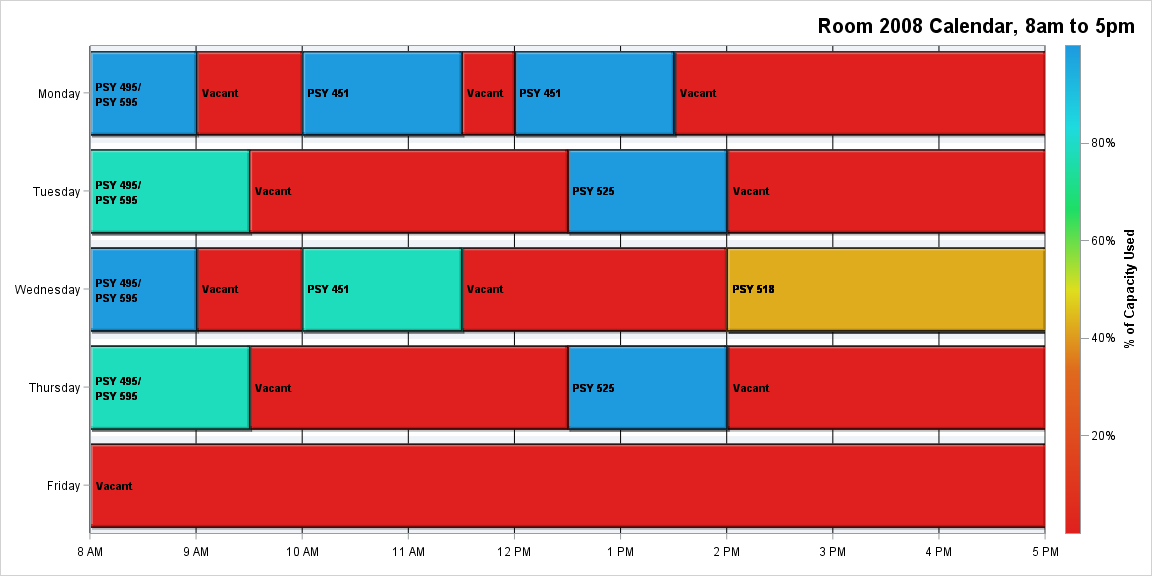 Room 2008 Calendar, 8am to 5pm
Monday
PSY 495/
PSY 595
Vacant
PSY 451
Vacant
PSY 451
Vacant
Tuesday
PSY 495/
PSY 595
Vacant
PSY 525
Vacant
Wednesday
PSY 495/
PSY 595
Vacant
PSY 451
Vacant
PSY 518
Thursday
PSY 495/
PSY 595
Vacant
PSY 525
Vacant
Friday
Vacant
8 AM
9 AM
10 AM
11 AM
12 PM
1 PM
2 PM
3 PM
4 PM
5 PM
80%
60%
40%
20%
% of Capacity Used